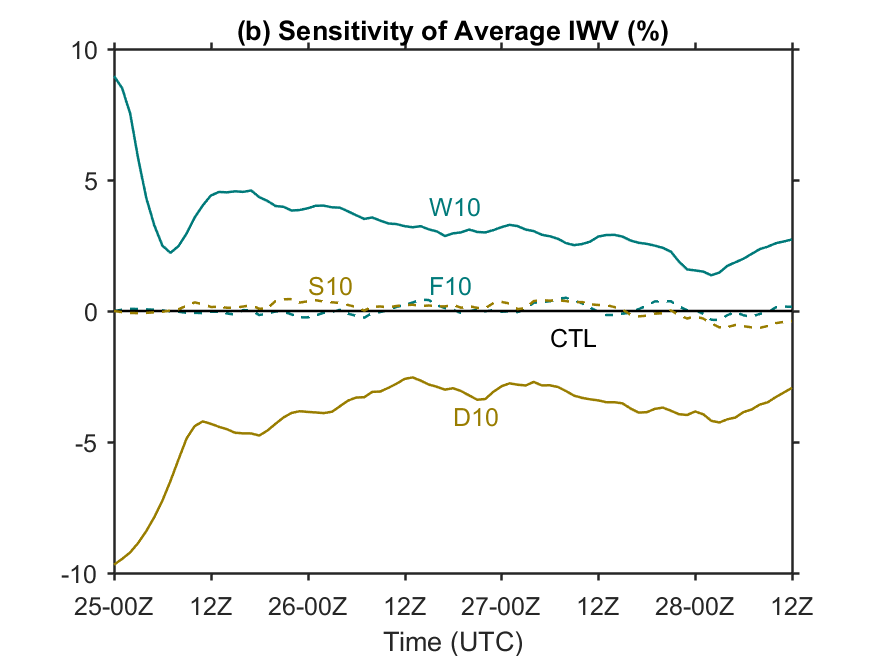 (b) Sensitivity of Average IWV (%)
10
5
0
-5
-10
W10
S10
F10
CTL
D10
25-00Z
12Z
26-00Z
12Z
27-00Z
12Z
28-00Z
12Z
Time (UTC)